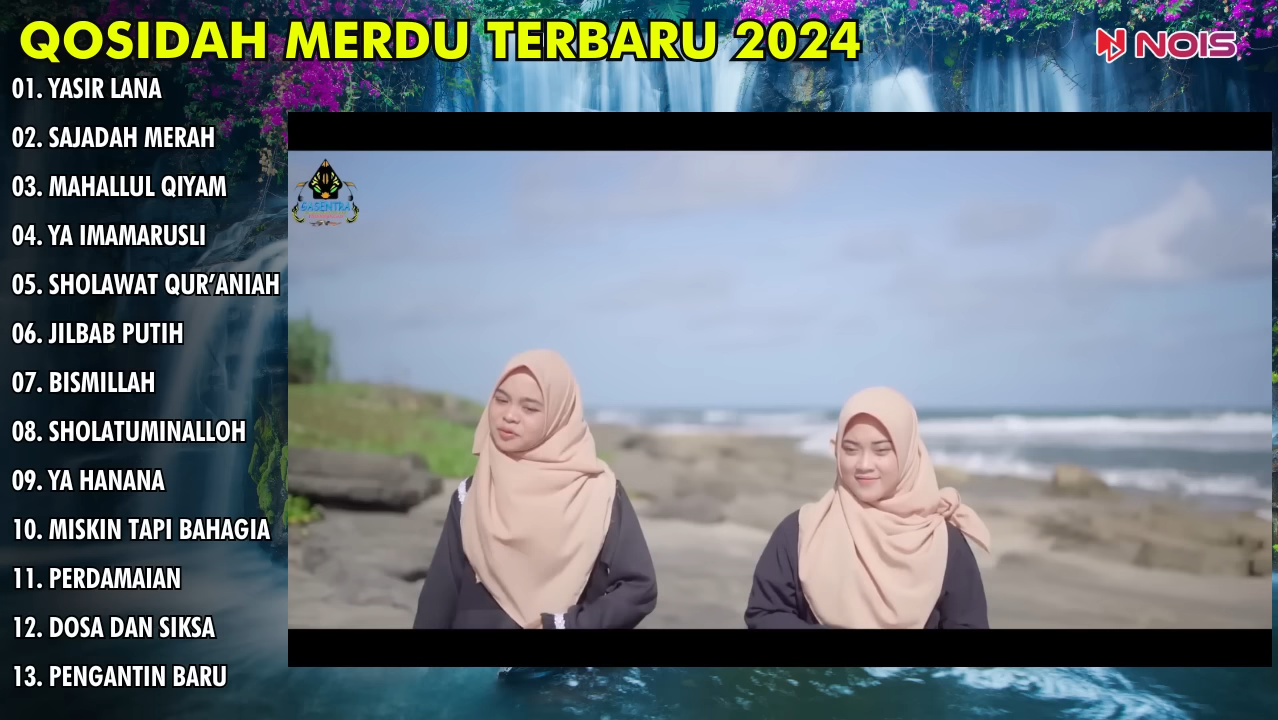 QOSIDAH MERDU TERBARU 2024
NOIS
01. YASIR LANA
02. SAJADAH MERAH
03. MAHALLUL QIYAM
04. YA IMAMARUSLI
05. SHOLAWAT QUR'ANIAH
06. JILBAB PUTIH
07. BISMILLAH
08. SHOLATUMINALLOH
09. YA HANANA
10. MISKIN TAPI BAHAGIA
11. PERDAMAIAN
12. DOSA DAN SIKSA
13. PENGANTIN BARU
GASENTRA